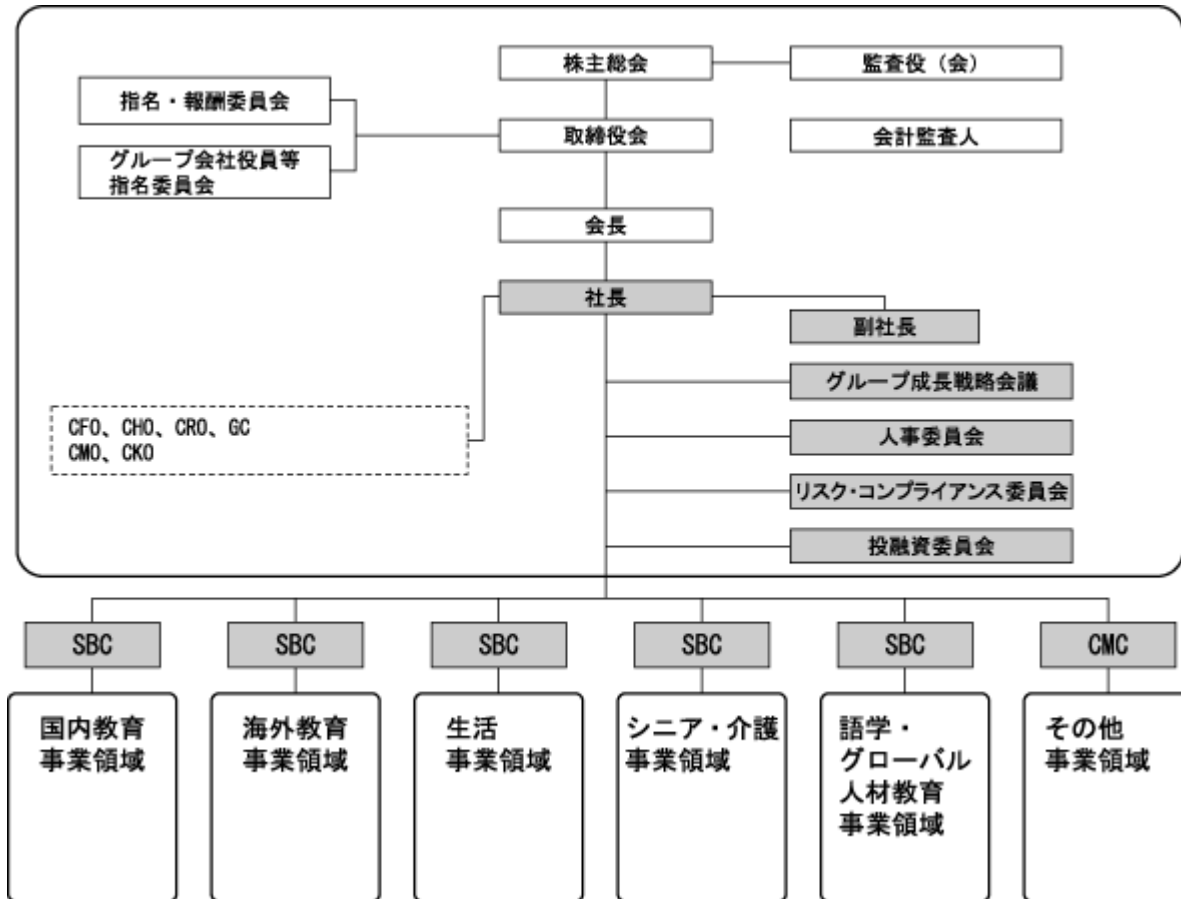 株主総会
監査役（会）
指名・報酬委員会
取締役会
会計監査人
グループ会社役員等
指名委員会
会長
社長
副社長
グループ成長戦略会議
CFO、CHO、CRO、GC
CMO、CKO
人事委員会
リスク・コンプライアンス委員会
投融資委員会
SBC
SBC
SBC
SBC
SBC
CMC
国内教育
事業領域
海外教育
事業領域
生活
事業領域
シニア・介護
事業領域
語学・
グローバル
人材教育
事業領域
その他
事業領域